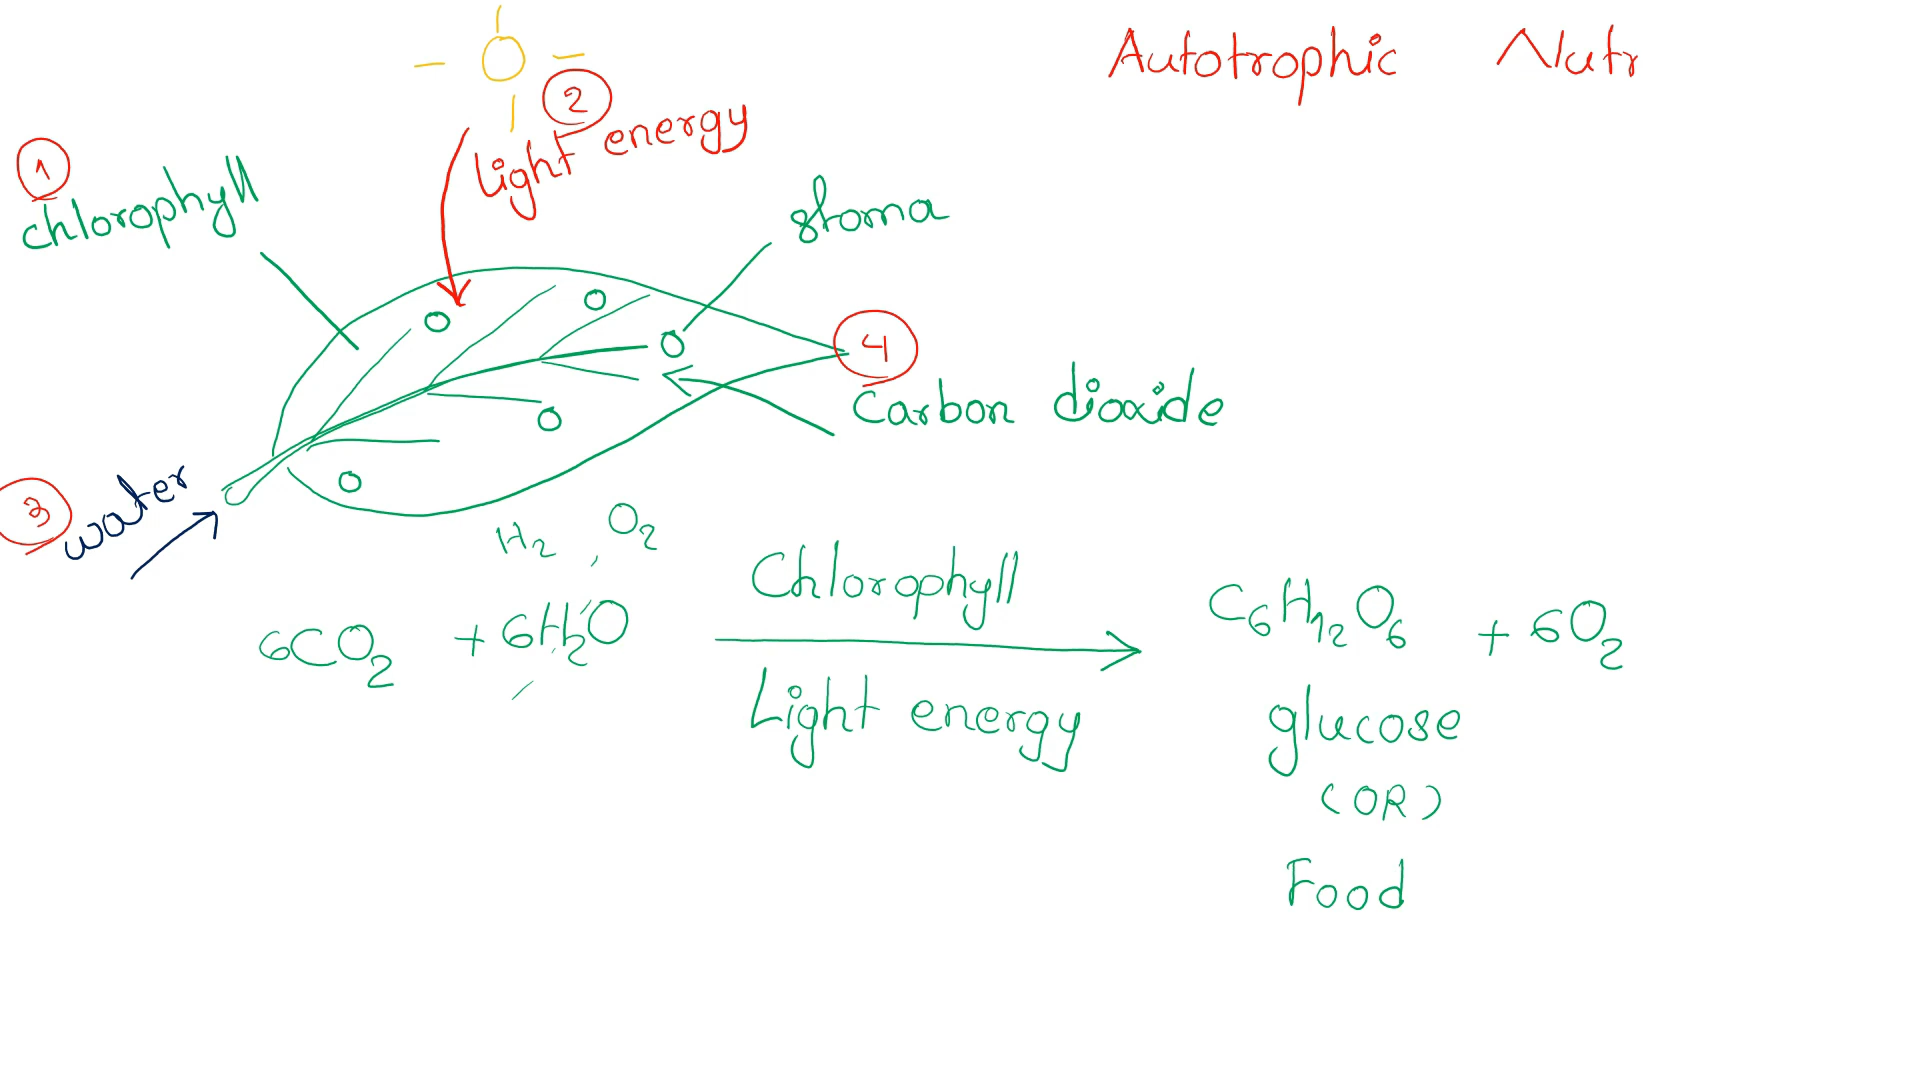 Autotrophic Nutr
2
light energy
1
chlorophyll
stoma
4
Carbon dioxide
3
water
H₂, O₂
6CO₂ + 6H₂O
Chlorophyll
Light energy
C₆H₁₂O₆ + 6O₂
glucose
(OR)
Food